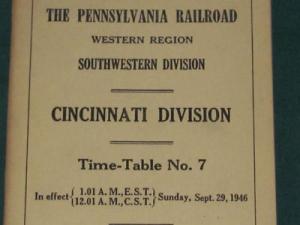 THE PENNSYLVANIA RAILROAD
WESTERN REGION
SOUTHWESTERN DIVISION
CINCINNATI DIVISION
Time-Table No. 7
In effect { 1.01 A. M., E.S.T. } Sunday, Sept. 29, 1946
{ 12.01 A. M., C.S.T. }